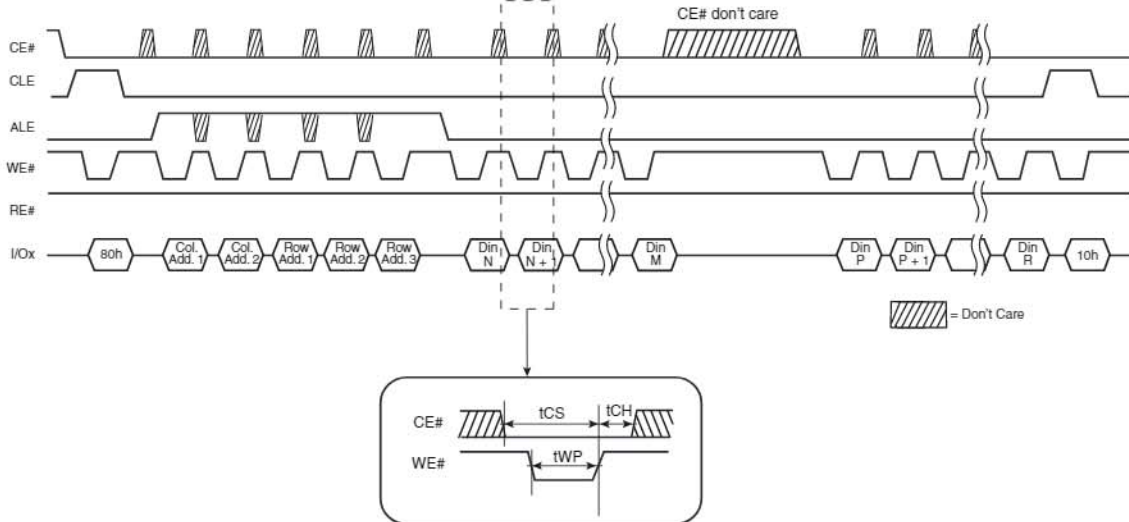 CE# don't care
CE#
CLE
ALE
WE#
RE#
I/Ox
80h
Col. Add. 1
Col. Add. 2
Row Add. 1
Row Add. 2
Row Add. 3
Din N
Din N + 1
Din M
Din P
Din P + 1
Din R
10h
= Don't Care
CE#
tCS
tCH
WE#
tWP